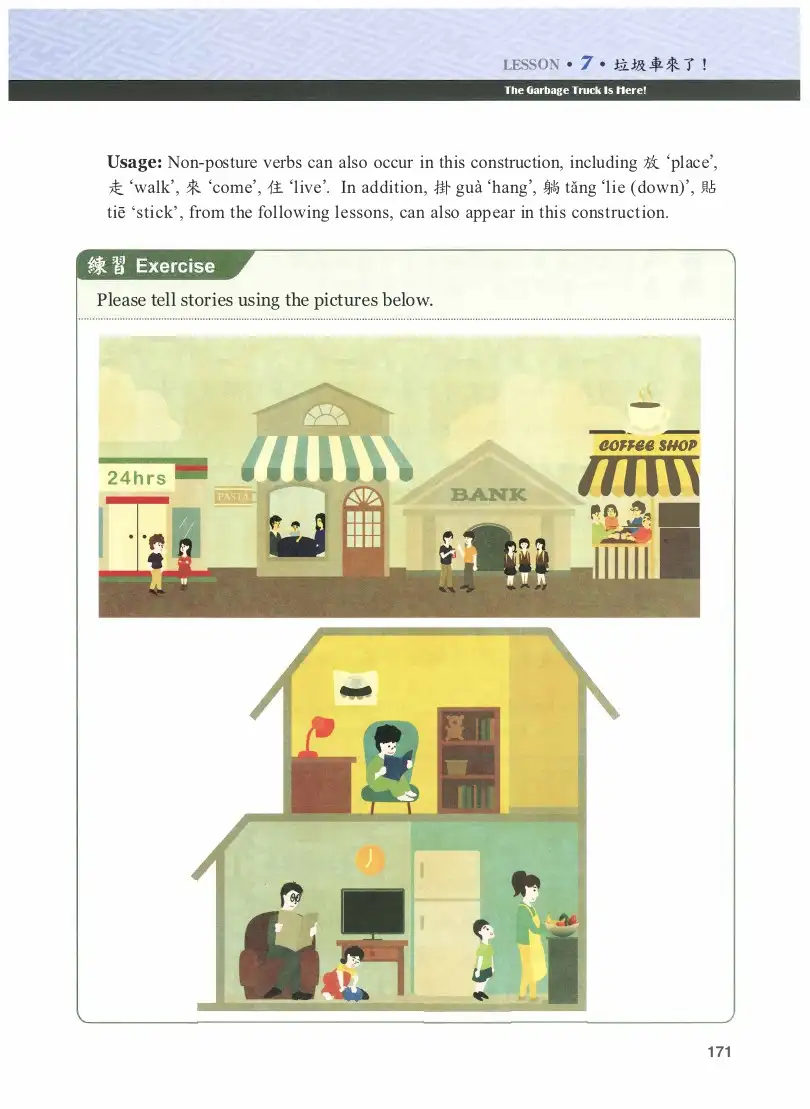 LESSON • 7 • 垃圾車來了！
The Garbage Truck Is Here!
Usage: Non-posture verbs can also occur in this construction, including 放 ‘place’,
走 ‘walk’, 來 ‘come’, 住 ‘live’. In addition, 掛 guà ‘hang’, 躺 tǎng ‘lie (down)’, 貼
tiē ‘stick’, from the following lessons, can also appear in this construction.
練習 Exercise
Please tell stories using the pictures below.
24hrs
PASTA
BANK
COFFEE SHOP
171